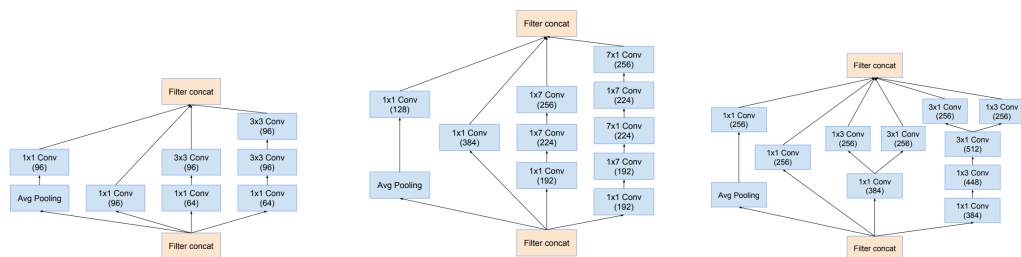 Filter concat
3x3 Conv
(96)
1x1 Conv
(96)
3x3 Conv
(96)
3x3 Conv
(96)
Avg Pooling
1x1 Conv
(96)
1x1 Conv
(64)
1x1 Conv
(64)
Filter concat
Filter concat
7x1 Conv
(256)
1x1 Conv
(128)
1x7 Conv
(256)
1x7 Conv
(224)
1x1 Conv
(384)
1x7 Conv
(224)
7x1 Conv
(224)
Avg Pooling
1x1 Conv
(192)
1x7 Conv
(192)
1x1 Conv
(192)
Filter concat
Filter concat
3x1 Conv
(256)
1x3 Conv
(256)
1x1 Conv
(256)
1x3 Conv
(256)
3x1 Conv
(256)
3x1 Conv
(512)
1x1 Conv
(256)
1x3 Conv
(448)
Avg Pooling
1x1 Conv
(384)
1x1 Conv
(384)
Filter concat